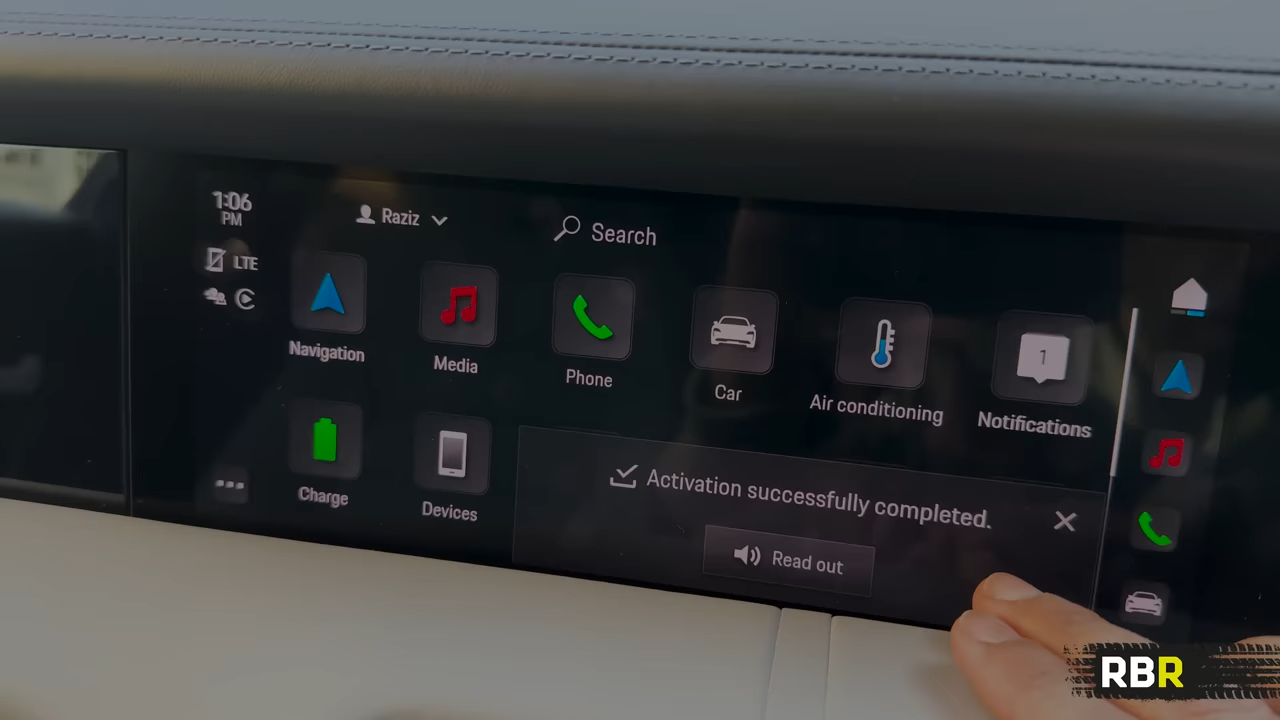 1:06
PM
Raziz
Search
LTE
Navigation
Media
Phone
Car
Air conditioning
1
Notifications
Charge
Devices
Activation successfully completed.
Read out
RBR